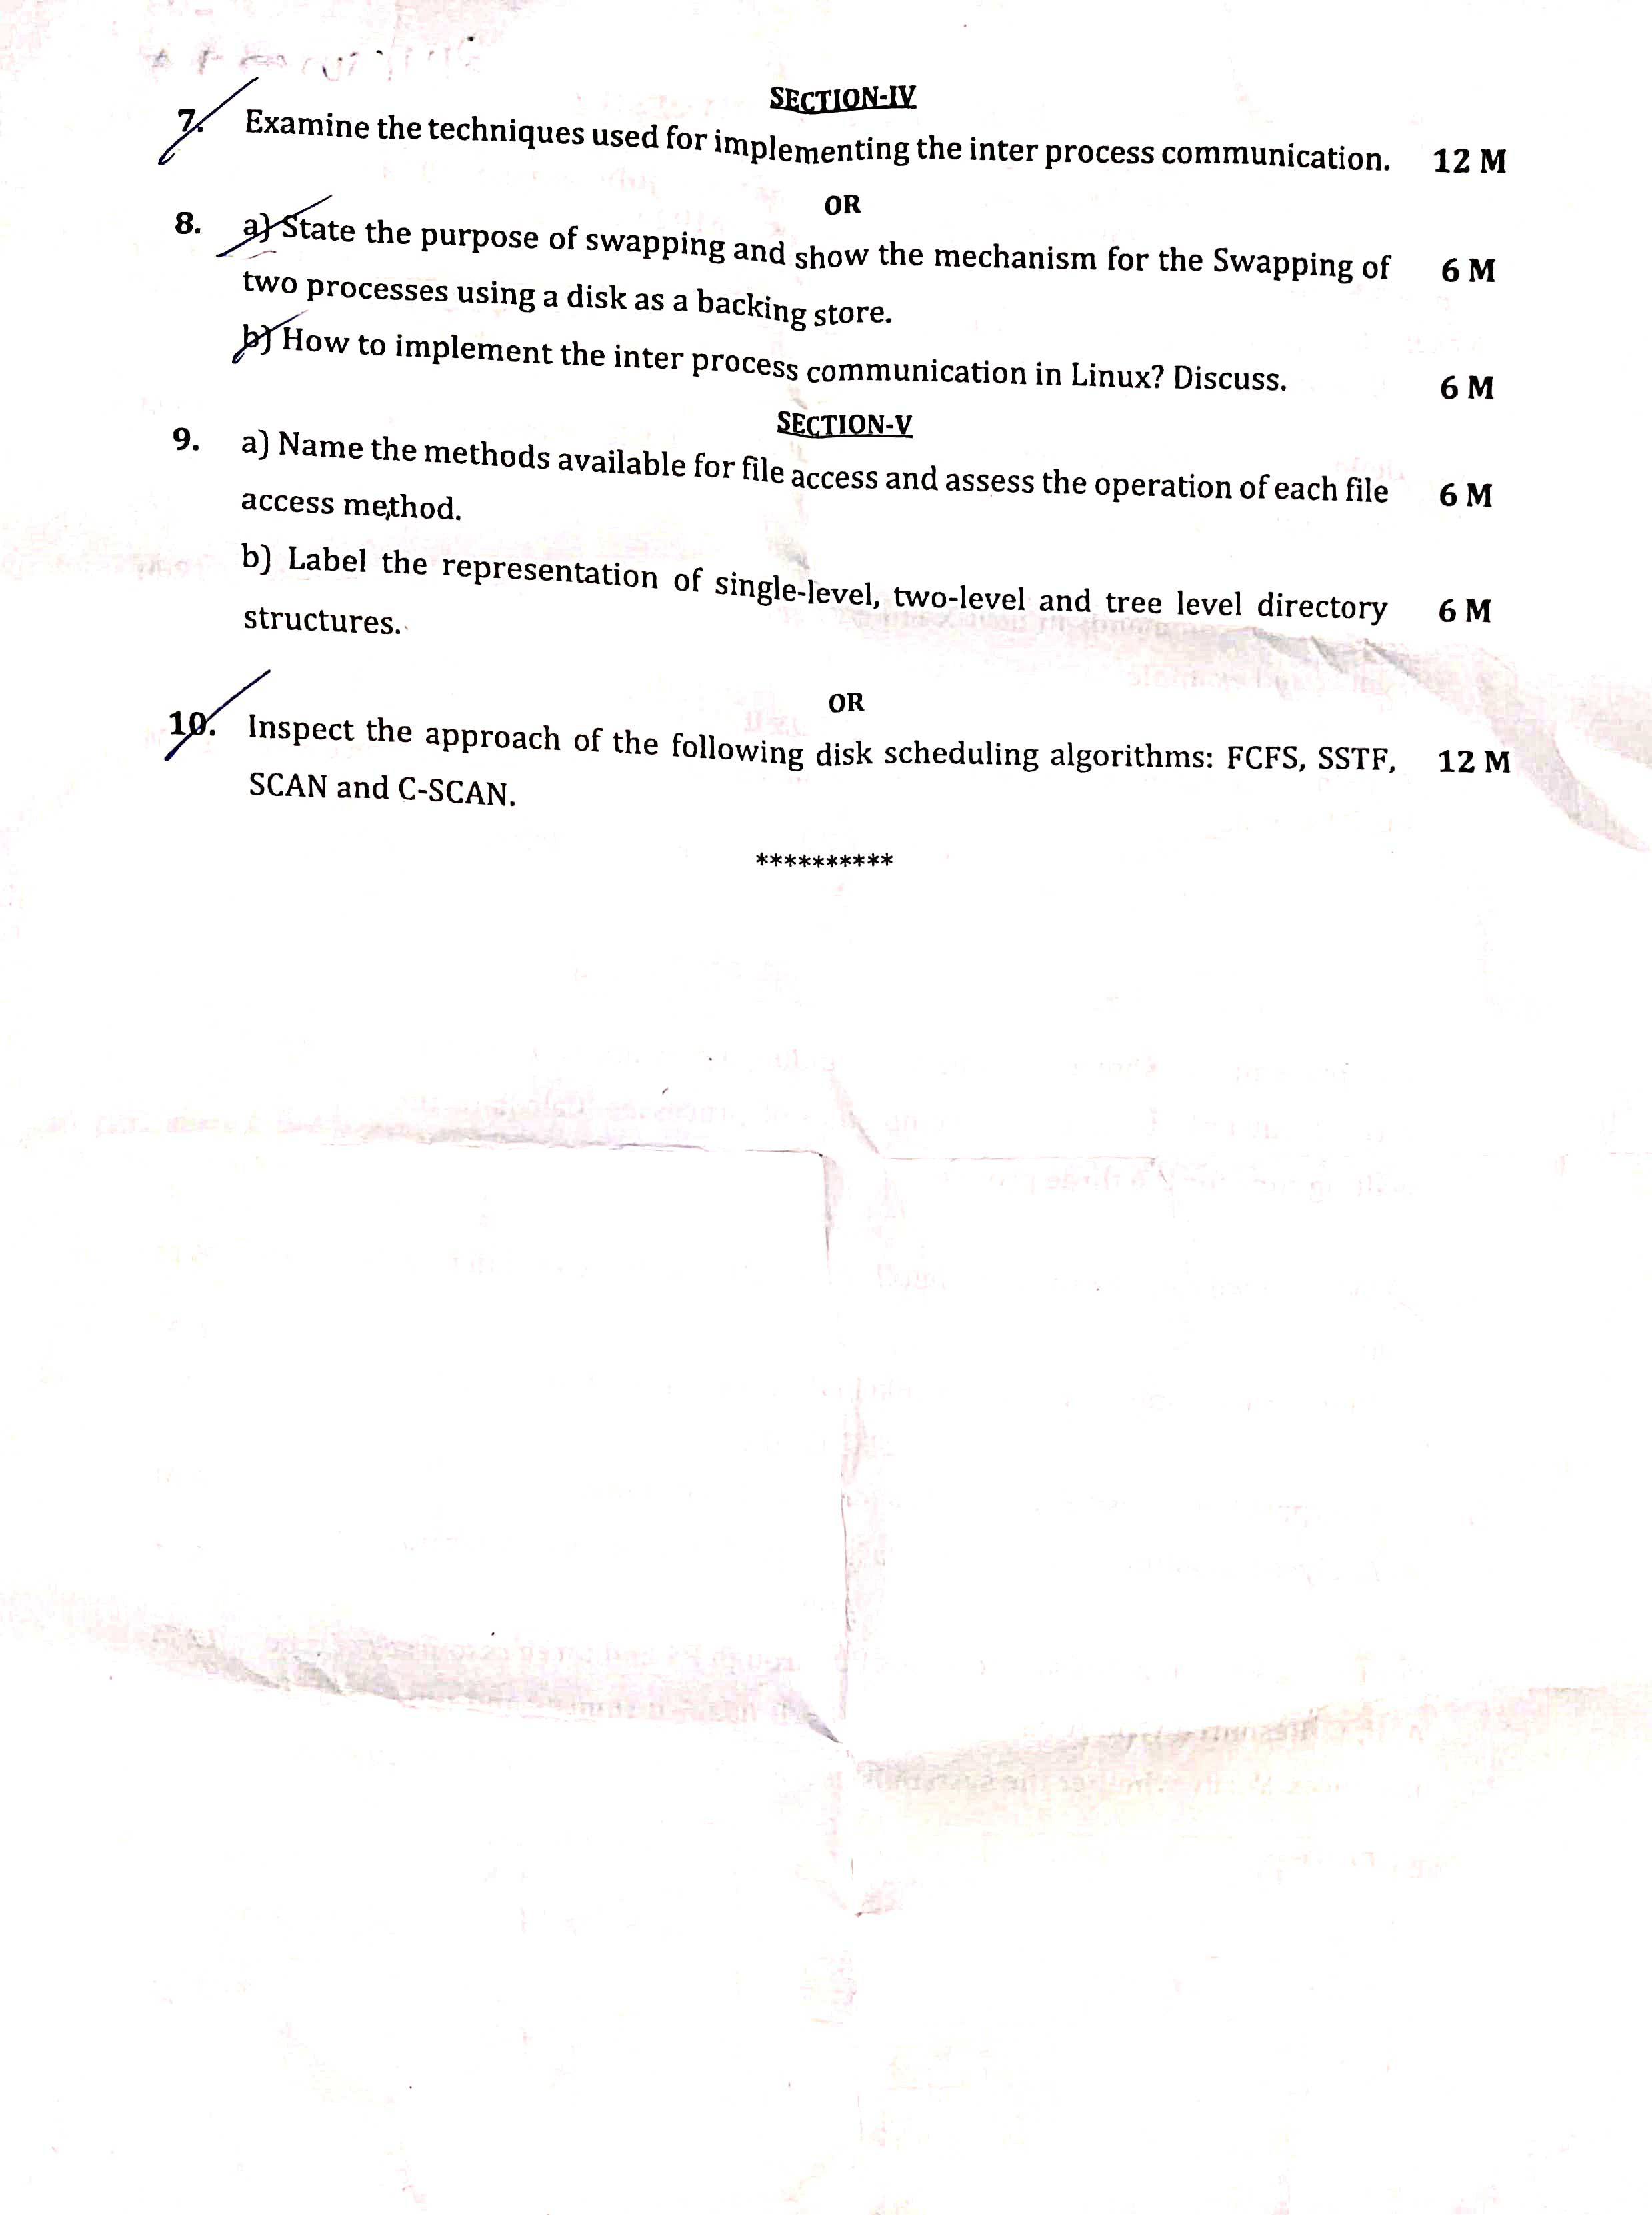 SECTION-IV
7. Examine the techniques used for implementing the inter process communication. 12 M
OR
8. a) State the purpose of swapping and show the mechanism for the Swapping of 6 M
two processes using a disk as a backing store.
b) How to implement the inter process communication in Linux? Discuss. 6 M
SECTION-V
9. a) Name the methods available for file access and assess the operation of each file 6 M
access method.
b) Label the representation of single-level, two-level and tree level directory 6 M
structures.
OR
10. Inspect the approach of the following disk scheduling algorithms: FCFS, SSTF, 12 M
SCAN and C-SCAN.
**********